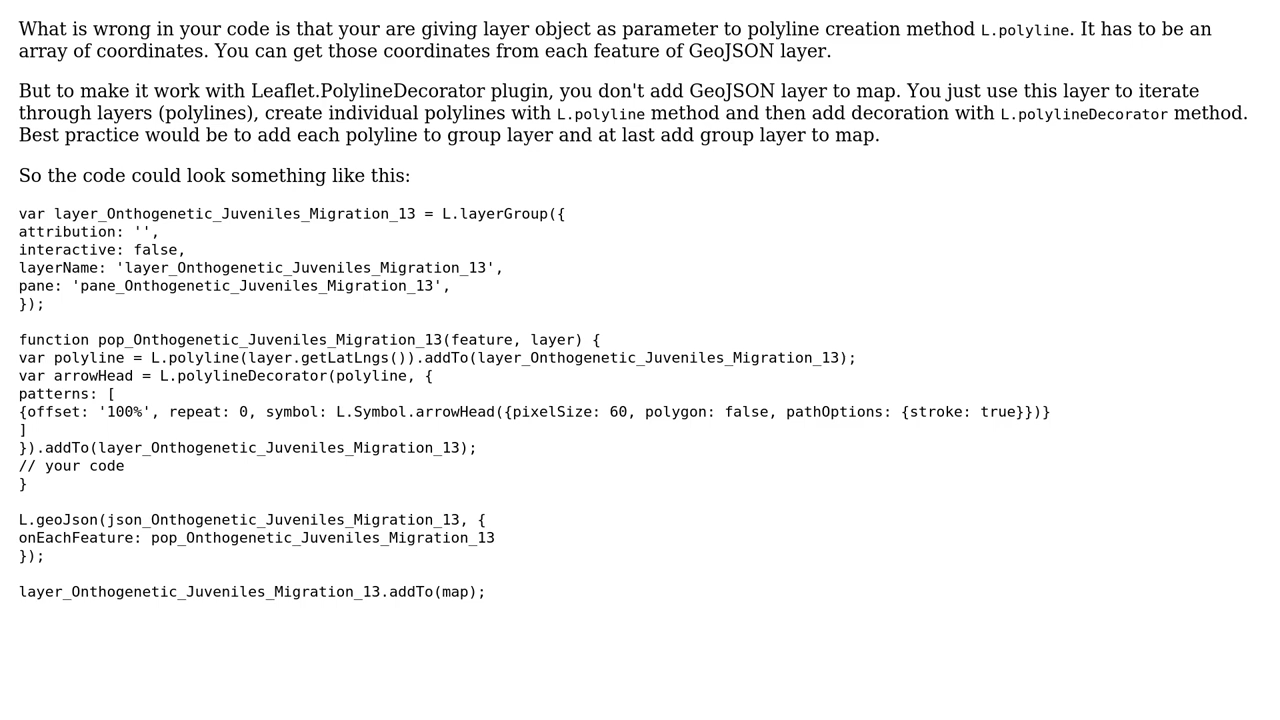 What is wrong in your code is that your are giving layer object as parameter to polyline creation method L.polyline. It has to be an
array of coordinates. You can get those coordinates from each feature of GeoJSON layer.
But to make it work with Leaflet.PolylineDecorator plugin, you don't add GeoJSON layer to map. You just use this layer to iterate
through layers (polylines), create individual polylines with L.polyline method and then add decoration with L.polylineDecorator method.
Best practice would be to add each polyline to group layer and at last add group layer to map.
So the code could look something like this:
var layer_Onthogenetic_Juveniles_Migration_13 = L.layerGroup({
attribution: '',
interactive: false,
layerName: 'layer_Onthogenetic_Juveniles_Migration_13',
pane: 'pane_Onthogenetic_Juveniles_Migration_13',
});
function pop_Onthogenetic_Juveniles_Migration_13(feature, layer) {
var polyline = L.polyline(layer.getLatLngs()).addTo(layer_Onthogenetic_Juveniles_Migration_13);
var arrowHead = L.polylineDecorator(polyline, {
patterns: [
{offset: '100%', repeat: 0, symbol: L.Symbol.arrowHead({pixelSize: 60, polygon: false, pathOptions: {stroke: true}})}
]
}).addTo(layer_Onthogenetic_Juveniles_Migration_13);
// your code
}
L.geoJson(json_Onthogenetic_Juveniles_Migration_13, {
onEachFeature: pop_Onthogenetic_Juveniles_Migration_13
});
layer_Onthogenetic_Juveniles_Migration_13.addTo(map);